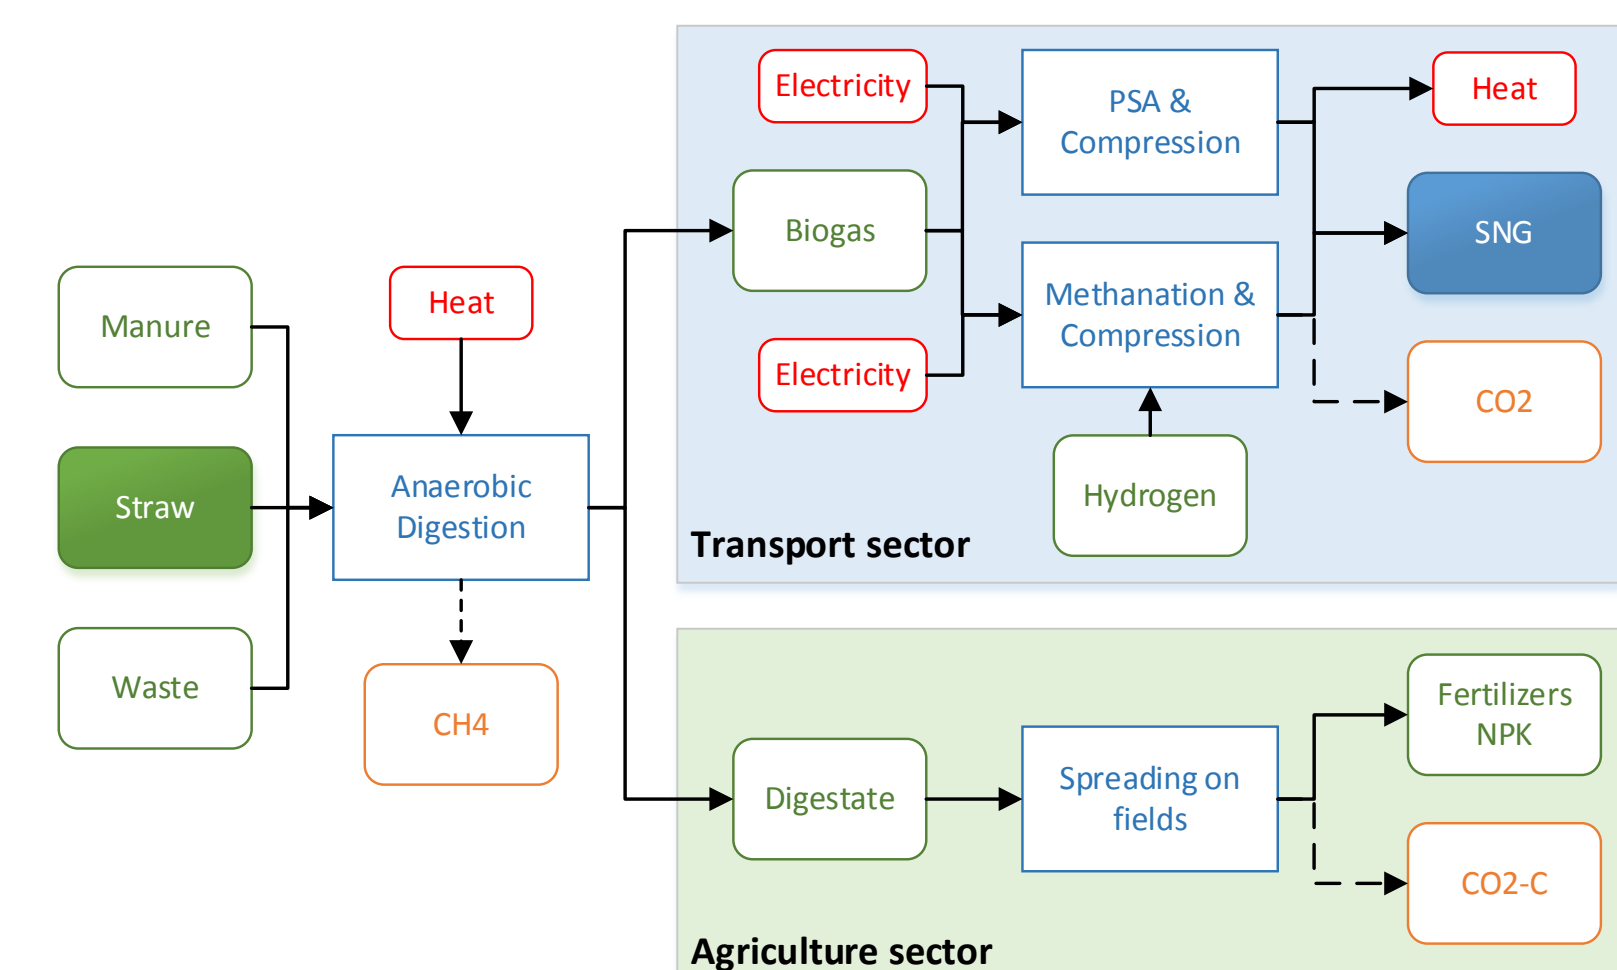 Electricity
PSA &
Compression
Heat
Biogas
SNG
Manure
Heat
Methanation &
Compression
Electricity
CO2
Straw
Anaerobic
Digestion
Hydrogen
Transport sector
Waste
CH4
Fertilizers
NPK
Digestate
Spreading on
fields
CO2-C
Agriculture sector